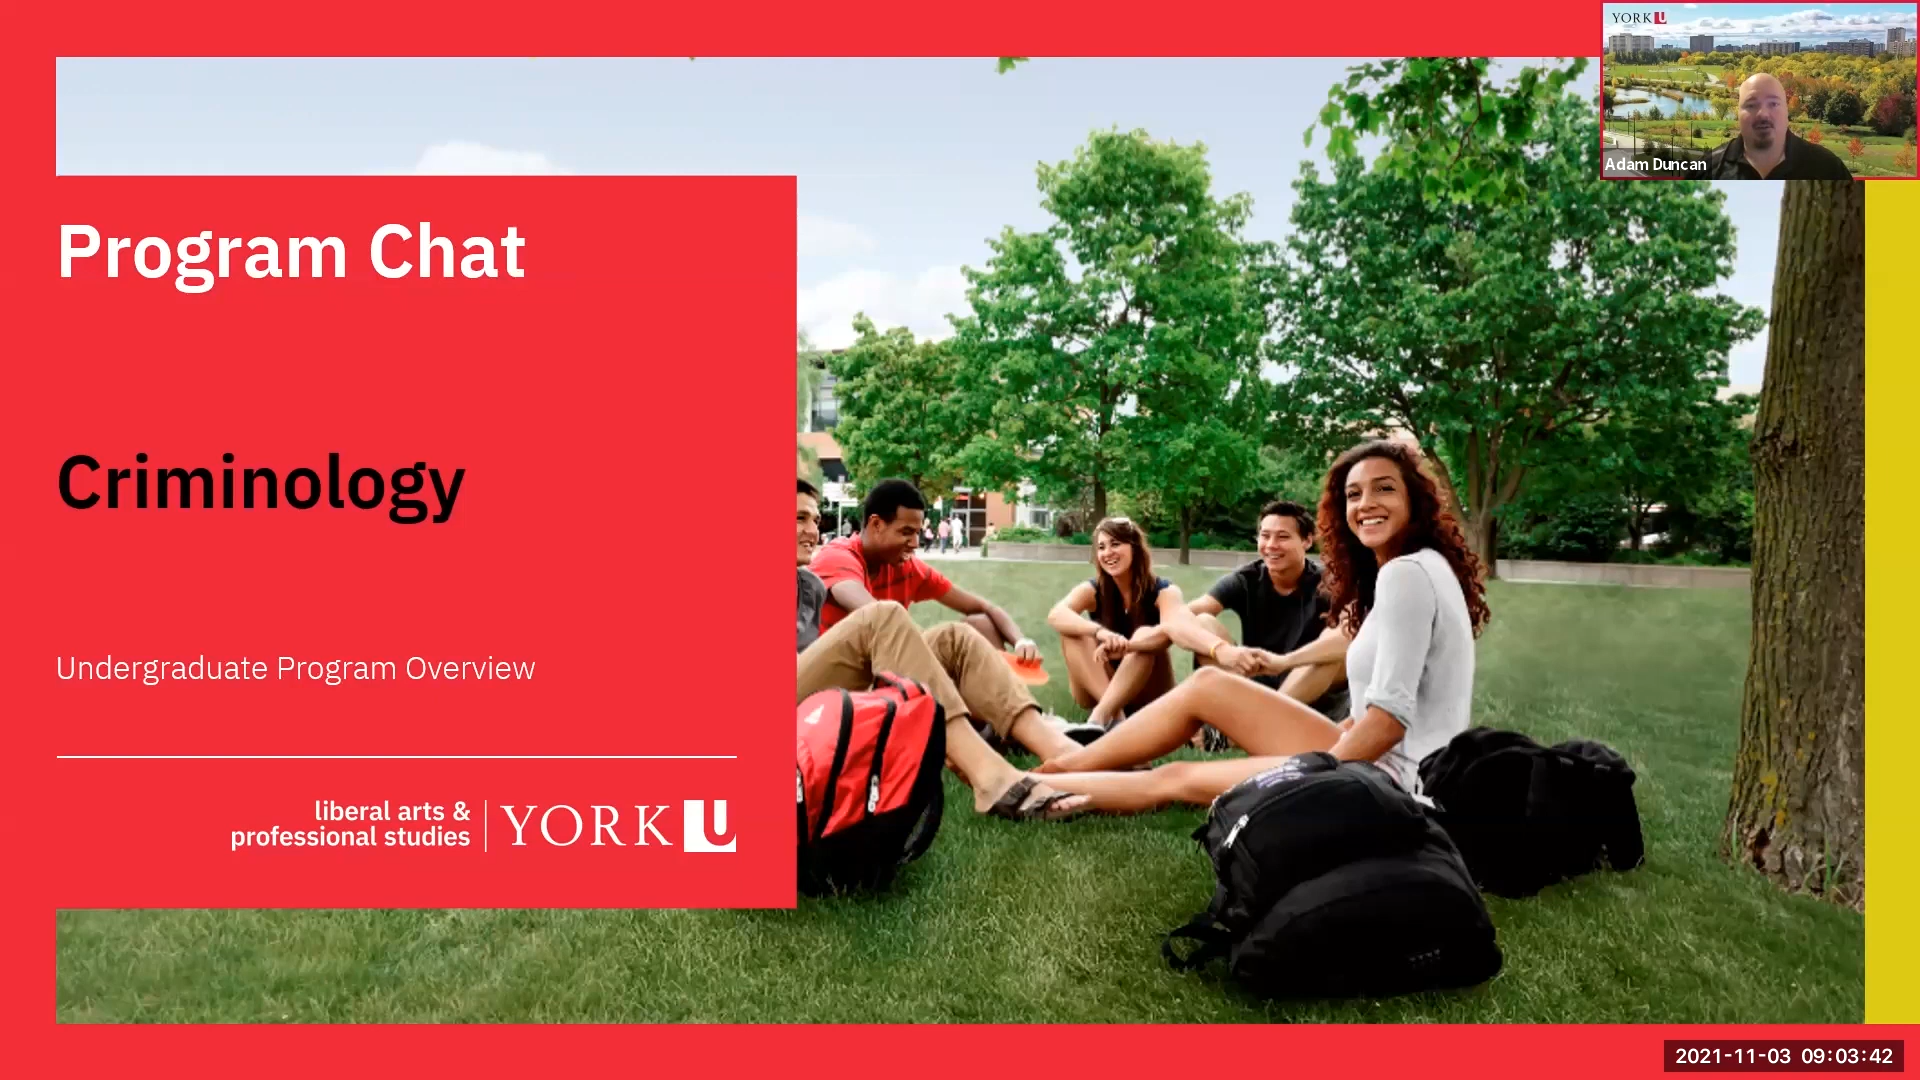 YORK U
Adam Duncan
Program Chat
Criminology
Undergraduate Program Overview
liberal arts &
professional studies
YORK U
2021-11-03 09:03:42